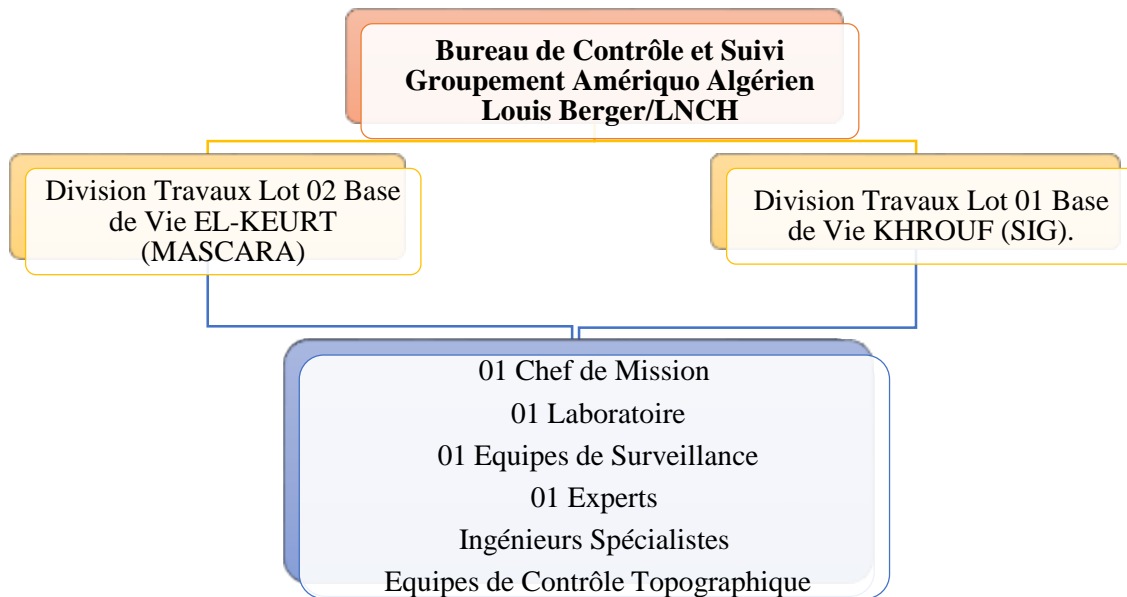 Bureau de Contrôle et Suivi
Groupement Amériquo Algérien
Louis Berger/LNCH
Division Travaux Lot 02 Base
de Vie EL-KEURT
(MASCARA)
Division Travaux Lot 01 Base
de Vie KHROUF (SIG).
01 Chef de Mission
01 Laboratoire
01 Equipes de Surveillance
01 Experts
Ingénieurs Spécialistes
Equipes de Contrôle Topographique